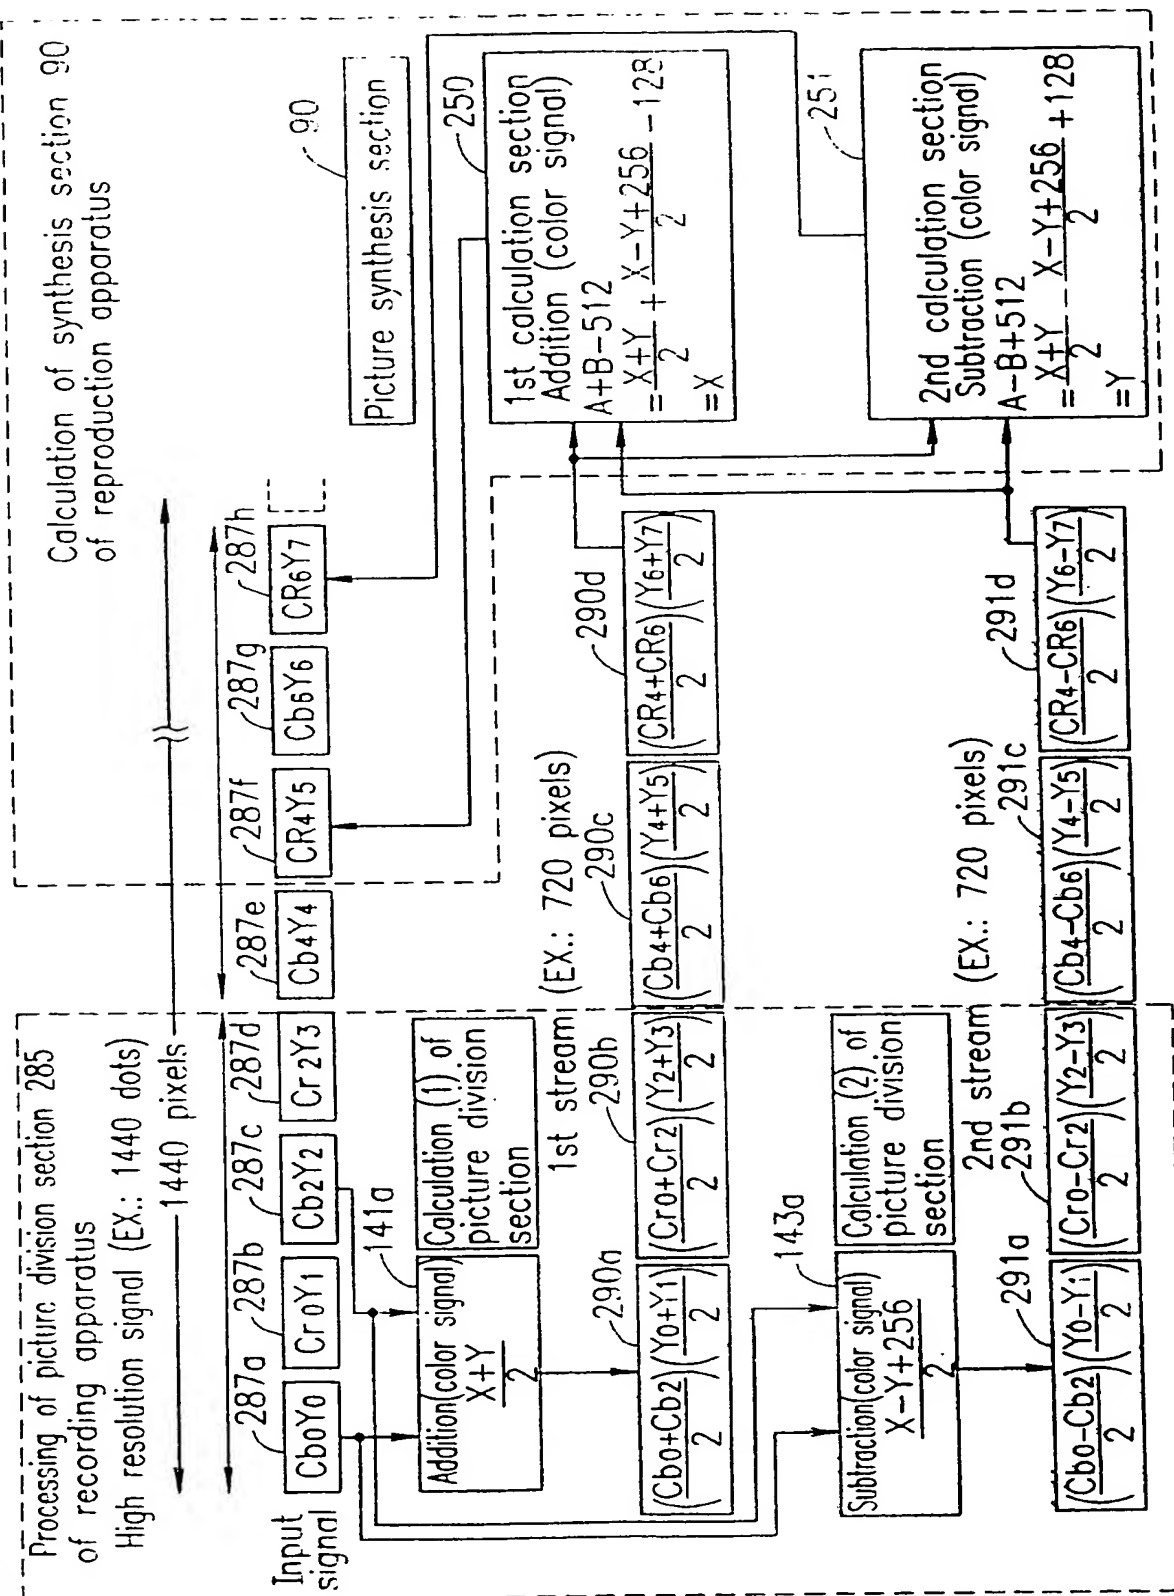 Processing of picture division section 285
of recording apparatus
High resolution signal (EX.: 1440 dots)
1440 pixels
Calculation of synthesis section 90
of reproduction apparatus
287a
287b
287c
287d
287e
287f
287g
287h
Input
signal
Cb0Y0
Cr0Y1
Cb2Y2
Cr2Y3
Cb4Y4
CR4Y5
Cb6Y6
CR6Y7
90
Picture synthesis section
141a
Addition(color signal)
X+Y
2
Calculation (1) of
picture division
section
250
1st calculation section
Addition (color signal)
A+B-512
=X+Y/2 + X-Y+256/2 -128
=X
1st stream (EX.: 720 pixels)
290a
290b
290c
290d
(Cb0+Cb2/2)(Y0+Y1/2)
(Cr0+Cr2/2)(Y2+Y3/2)
(Cb4+Cb6/2)(Y4+Y5/2)
(CR4+CR6/2)(Y6+Y7/2)
143a
Subtraction(color signal)
X-Y+256
2
Calculation (2) of
picture division
section
251
2nd calculation section
Subtraction (color signal)
A-B+512
=X+Y/2 - X-Y+256/2 +128
=Y
2nd stream (EX.: 720 pixels)
291a
291b
291c
291d
(Cb0-Cb2/2)(Y0-Y1/2)
(Cr0-Cr2/2)(Y2-Y3/2)
(Cb4-Cb6/2)(Y4-Y5/2)
(CR4-CR6/2)(Y6-Y7/2)